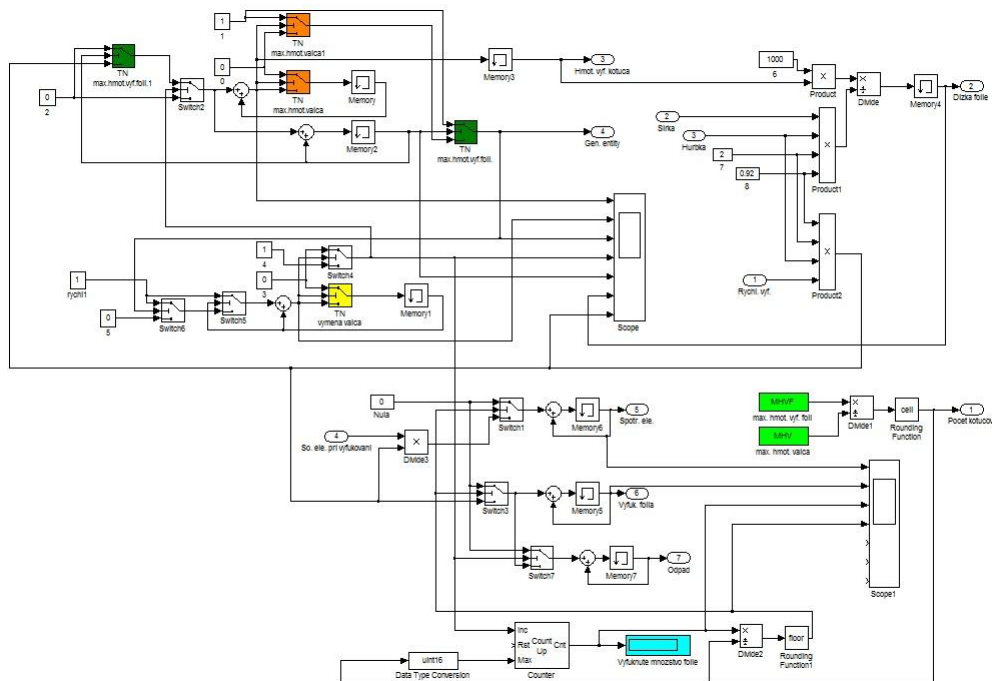 1
1
TN
max.hmot.valca1
TN
max.hmot.vyf.foli.1
0
2
Switch2
0
0
TN
max.hmot.valca
Memory
Memory3
3
Hmot. vyf. kotuca
Memory2
TN
max.hmot.vyf.foli.
4
Gen. entity
1000
6
Product
Divide
Memory4
2
Dlzka folie
2
Sirka
3
Hurbka
2
7
0.92
8
Product1
Product2
1
Rychl. vyf.
1
rychl1
0
5
Switch6
Switch5
1
4
0
3
Switch4
TN
vymena valca
Memory1
Scope
0
Nula
4
So. ele. pri vyfukovani
Divide3
Switch1
Memory6
5
Spotr. ele.
MHVF
max. hmot. vyf. foli
MHV
max. hmot. valca
Divide1
ceil
Rounding
Function
1
Pocet kotucov
Switch3
Memory5
6
Vyfuk. folia
Switch7
Memory7
7
Odpad
Scope1
uint16
Data Type Conversion
Inc
Rst
Max
Count
Up
Cnt
Counter
Vyfuknute mnozstvo folie
Divide2
floor
Rounding
Function1